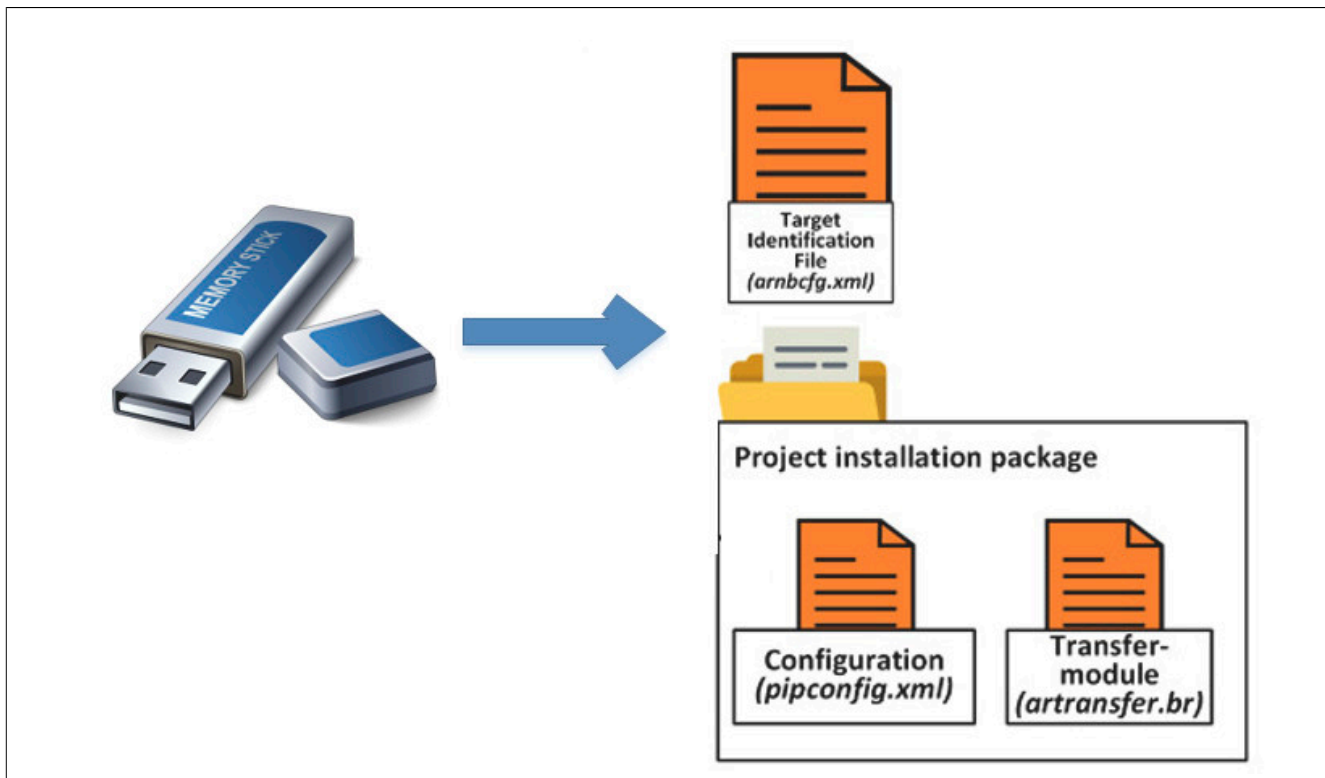 MEMORY STICK
Target
Identification
File
(arnbcfg.xml)
Project installation package
Configuration
(pipconfig.xml)
Transfer-
module
(artransfer.br)